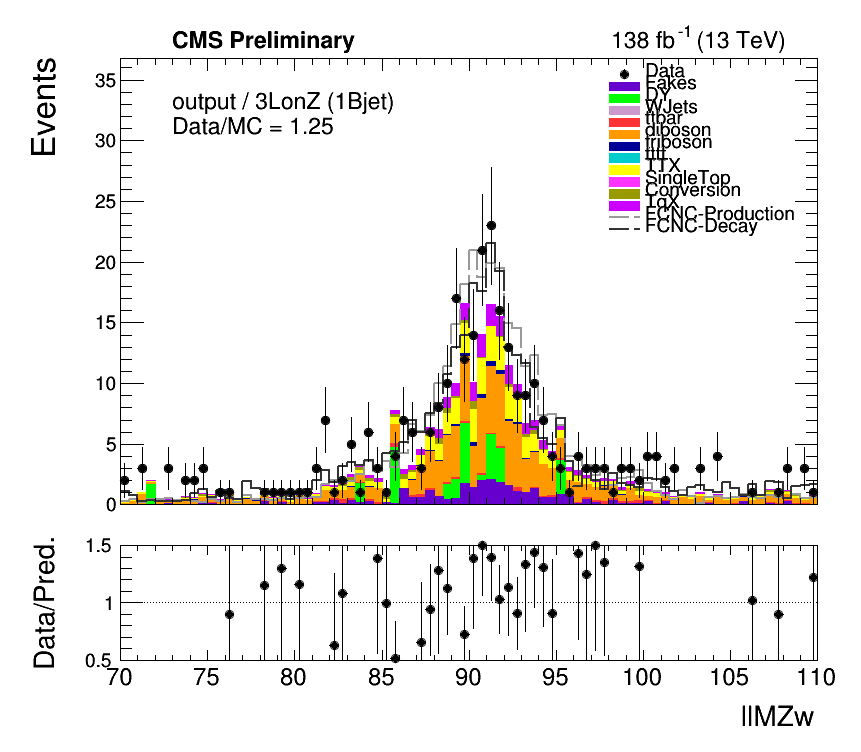 CMS Preliminary 138 fb-1 (13 TeV)
Events
35
30
25
20
15
10
5
0
output / 3LonZ (1Bjet)
Data/MC = 1.25
Data
Fakes
DY
WJets
ttbar
diboson
triboson
tttt
TTX
SingleTop
Conversion
TqX
FCNC-Production
FCNC-Decay
Data/Pred.
1.5
1
0.5
70 75 80 85 90 95 100 105 110
llMZw